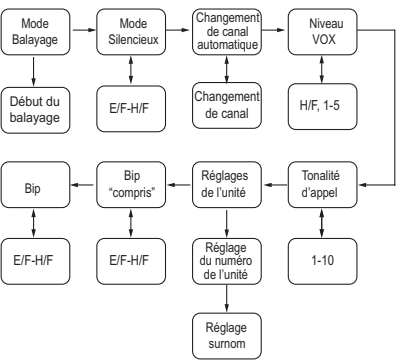 Mode
Balayage
Mode
Silencieux
Changement
de canal
automatique
Niveau
VOX
Début du
balayage
E/F-H/F
Changement
de canal
H/F, 1-5
Bip
Bip
“compris”
Réglages
de l’unité
Tonalité
d’appel
E/F-H/F
E/F-H/F
Réglage
du numéro
de l’unité
1-10
Réglage
surnom